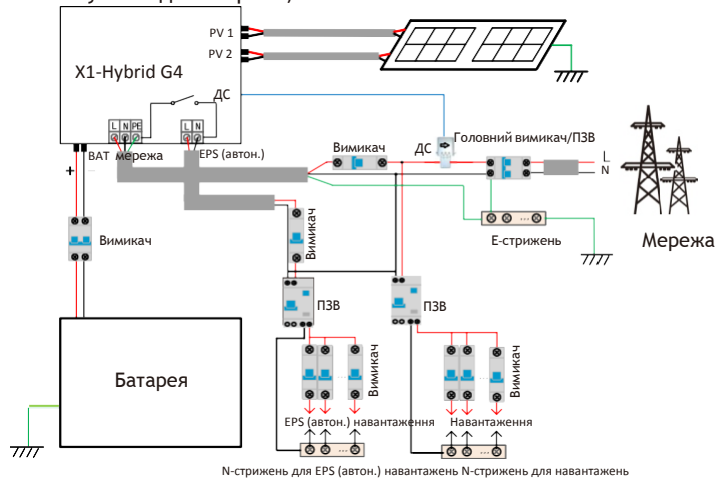 PV 1
PV 2
X1-Hybrid G4
ДС
L N PE
L N
BAT мережа
EPS (автон.)
+
Вимикач
ДС
Головний вимикач/ПЗВ
L
N
Вимикач
Вимикач
Е-стрижень
Мережа
ПЗВ
ПЗВ
Батарея
Вимикач
Вимикач
EPS (автон.) навантаження
Навантаження
N-стрижень для EPS (автон.) навантажень N-стрижень для навантажень